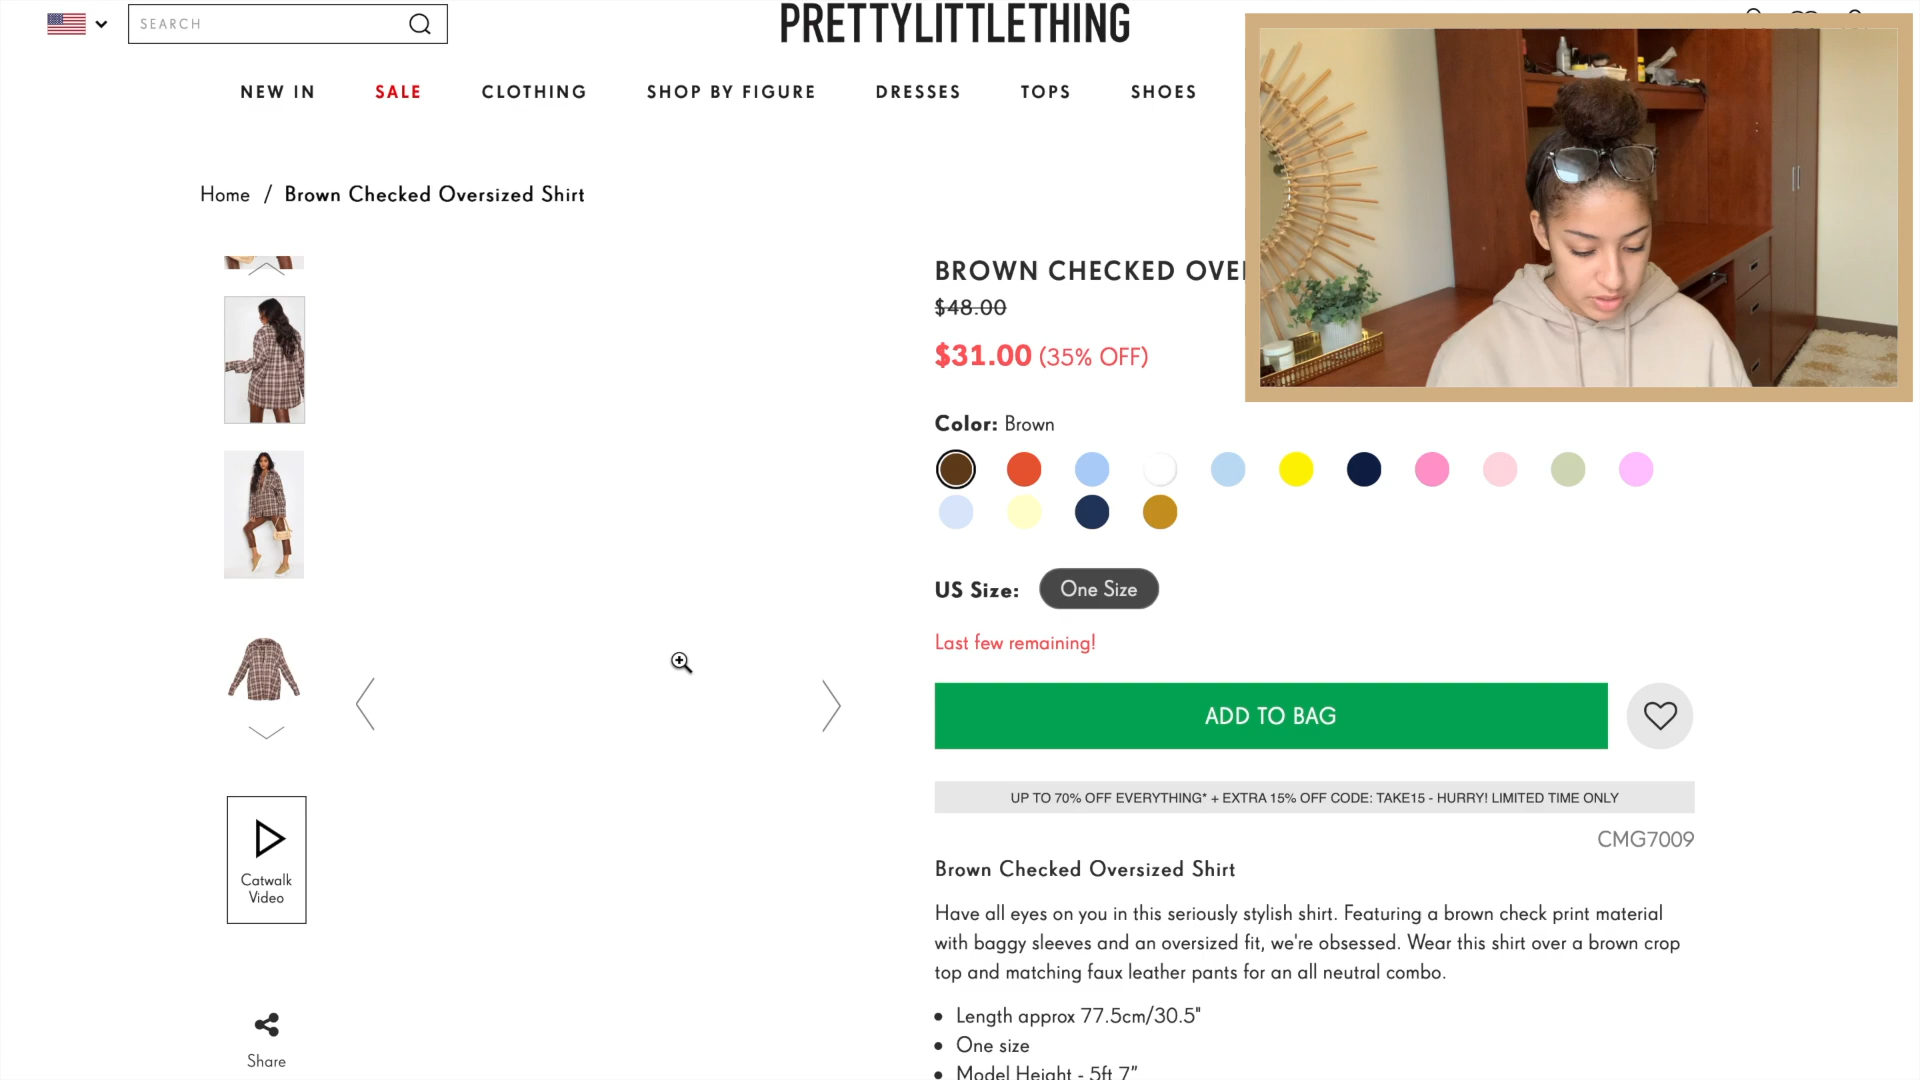 SEARCH
PRETTYLITTLETHING
NEW IN
SALE
CLOTHING
SHOP BY FIGURE
DRESSES
TOPS
SHOES
Home / Brown Checked Oversized Shirt
BROWN CHECKED OVE
$48.00
$31.00 (35% OFF)
Color: Brown
US Size: One Size
Last few remaining!
ADD TO BAG
UP TO 70% OFF EVERYTHING* + EXTRA 15% OFF CODE: TAKE15 - HURRY! LIMITED TIME ONLY
CMG7009
Brown Checked Oversized Shirt
Have all eyes on you in this seriously stylish shirt. Featuring a brown check print material
with baggy sleeves and an oversized fit, we're obsessed. Wear this shirt over a brown crop
top and matching faux leather pants for an all neutral combo.
• Length approx 77.5cm/30.5"
• One size
• Model Height - 5ft 7”
Catwalk
Video
Share